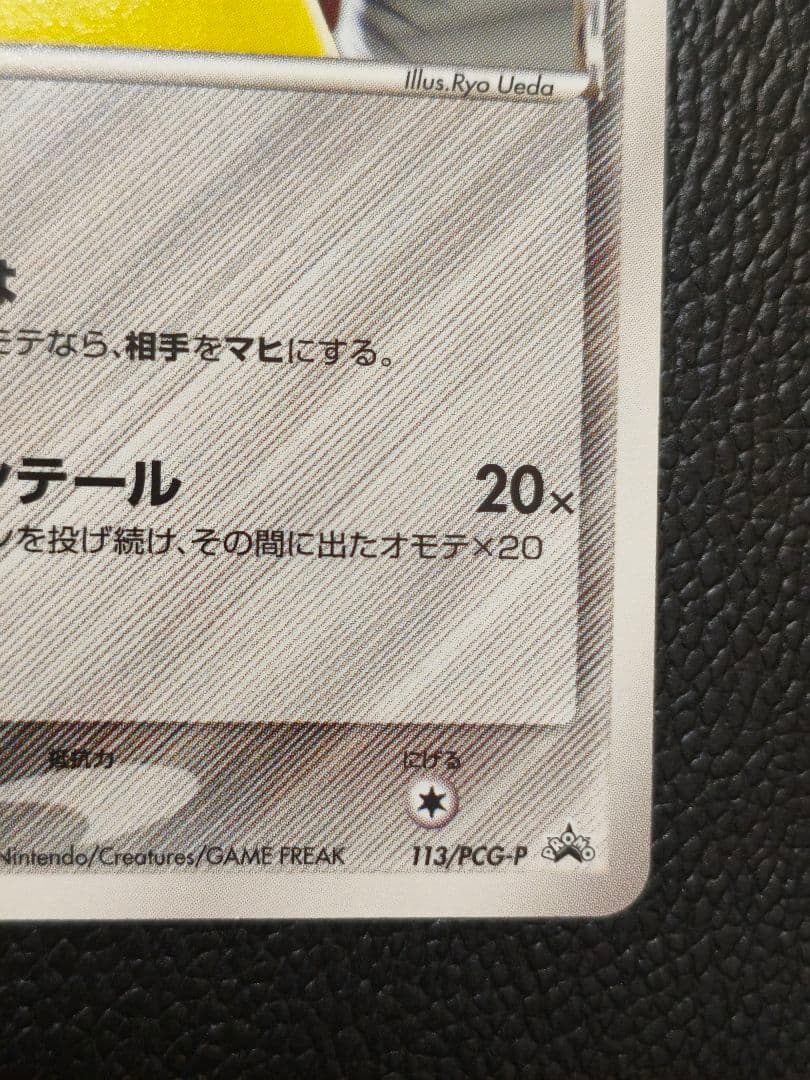 Illus.Ryo Ueda
モテなら、相手をマヒにする。
ンテール 20×
ンを投げ続け、その間に出たオモテ×20
抵抗力 にげる
Nintendo/Creatures/GAME FREAK 113/PCG-P PROMO